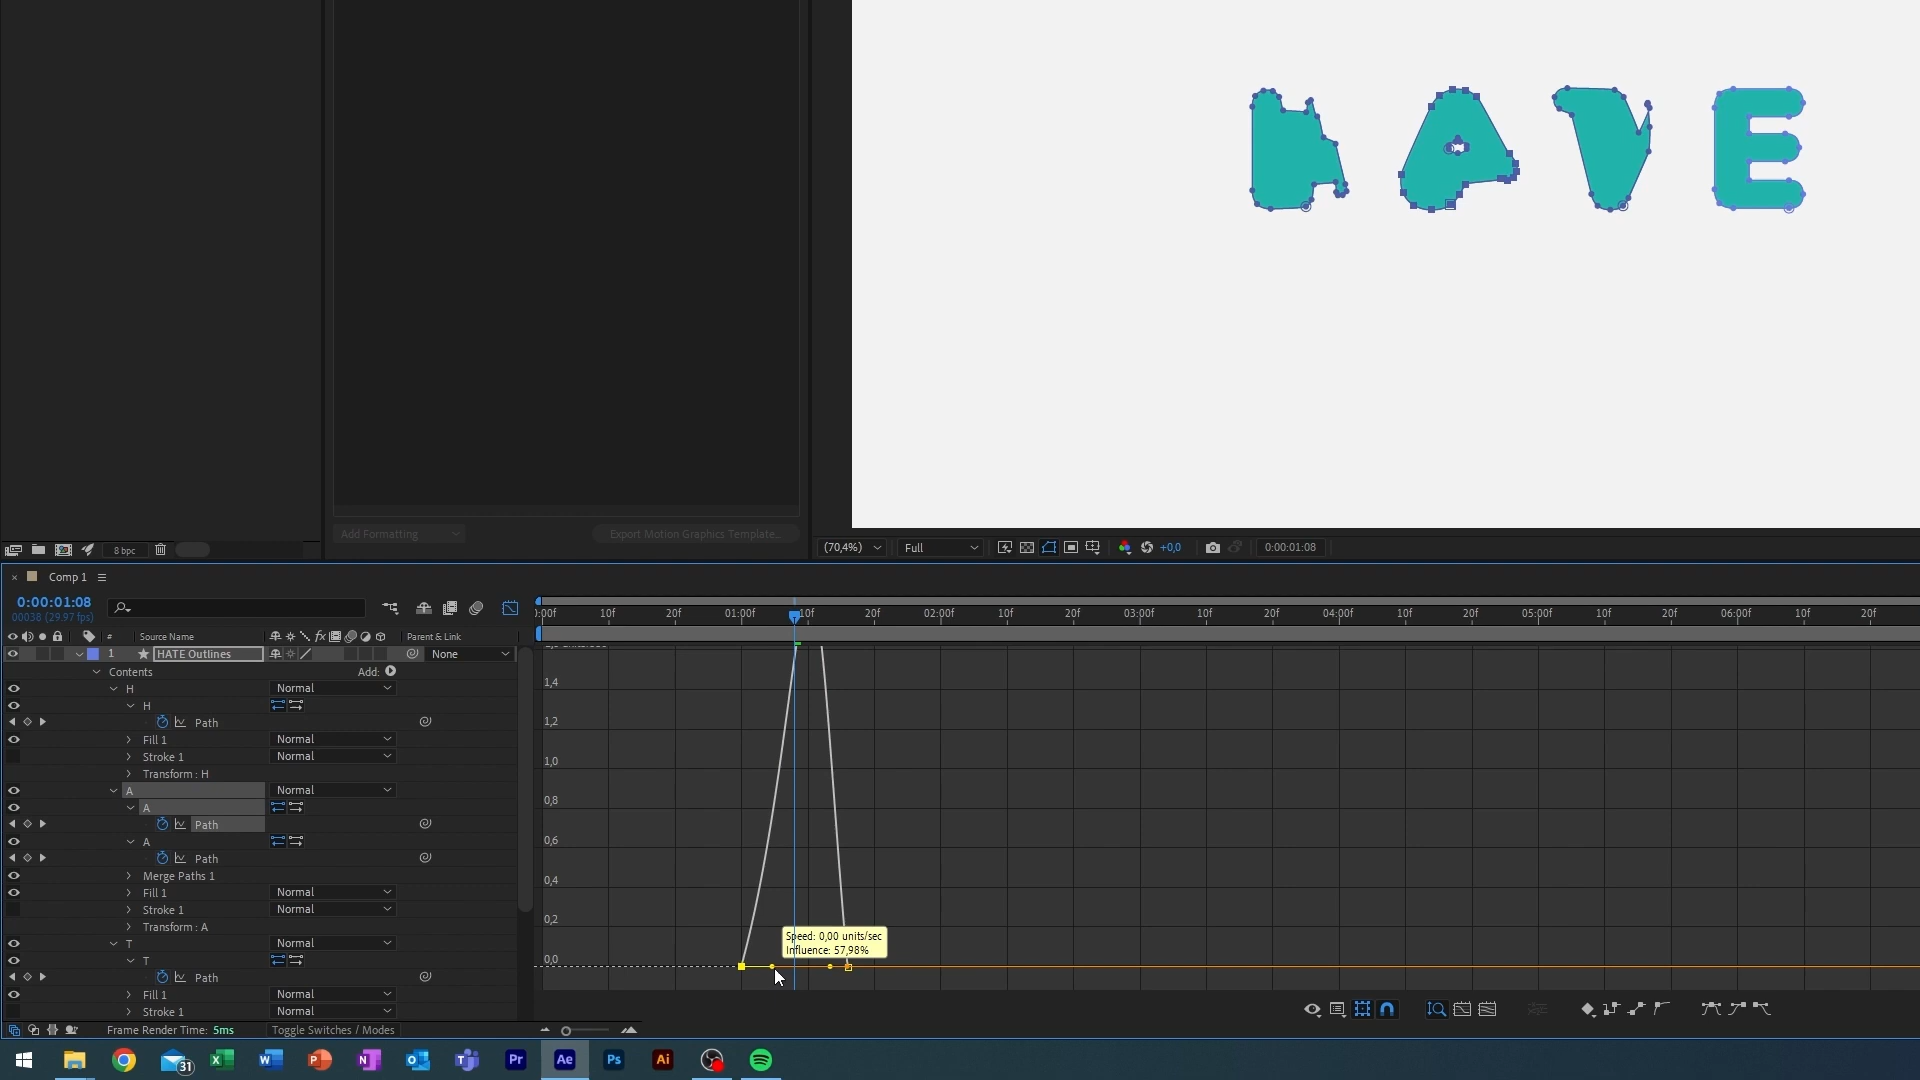 HAVE
Add Formatting
Export Motion Graphics Template...
8 bpc
(70,4%)
Full
+0,0
0:00:01:08
Comp 1
0:00:01:08
00038 (29.97 fps)
:00f 10f 20f 01:00f 10f 20f 02:00f 10f 20f 03:00f 10f 20f 04:00f 10f 20f 05:00f 10f 20f 06:00f 10f 20f
# Source Name fx Parent & Link
1 HATE Outlines None
Contents Add:
H Normal
H
Path
Fill 1 Normal
Stroke 1 Normal
Transform : H
A Normal
A
Path
A
Path
Merge Paths 1
Fill 1 Normal
Stroke 1 Normal
Transform : A
T Normal
T
Path
Fill 1 Normal
Stroke 1 Normal
1,4
1,2
1,0
0,8
0,6
0,4
0,2
0,0
Speed: 0,00 units/sec
Influence: 57,98%
Frame Render Time: 5ms
Toggle Switches / Modes
31
Pr
Ae
Ps
Ai